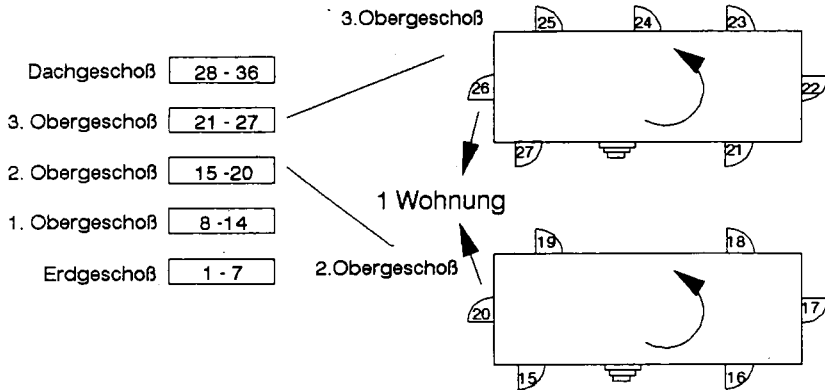 3.Obergeschoß
25 24 23
Dachgeschoß 28 - 36
26 22
3. Obergeschoß 21 - 27
27 21
2. Obergeschoß 15 -20
1 Wohnung
1. Obergeschoß 8 -14
19 18
2.Obergeschoß
Erdgeschoß 1 - 7
20 17
15 16